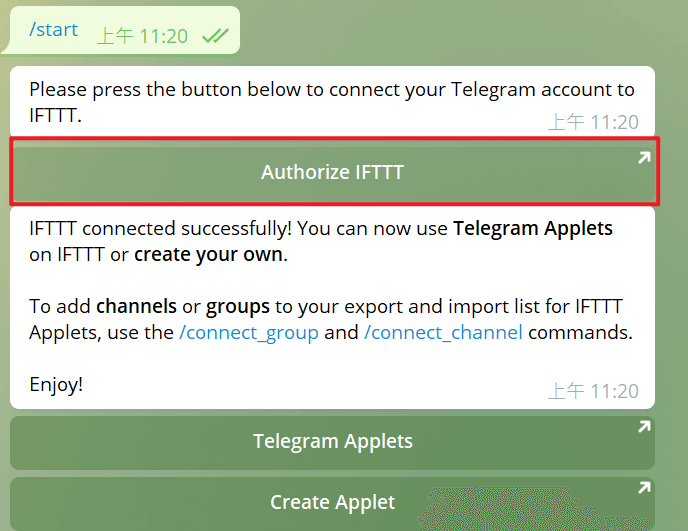 /start 上午 11:20
Please press the button below to connect your Telegram account to
IFTTT.
上午 11:20
Authorize IFTTT
IFTTT connected successfully! You can now use Telegram Applets
on IFTTT or create your own.
To add channels or groups to your export and import list for IFTTT
Applets, use the /connect_group and /connect_channel commands.
Enjoy!
上午 11:20
Telegram Applets
Create Applet